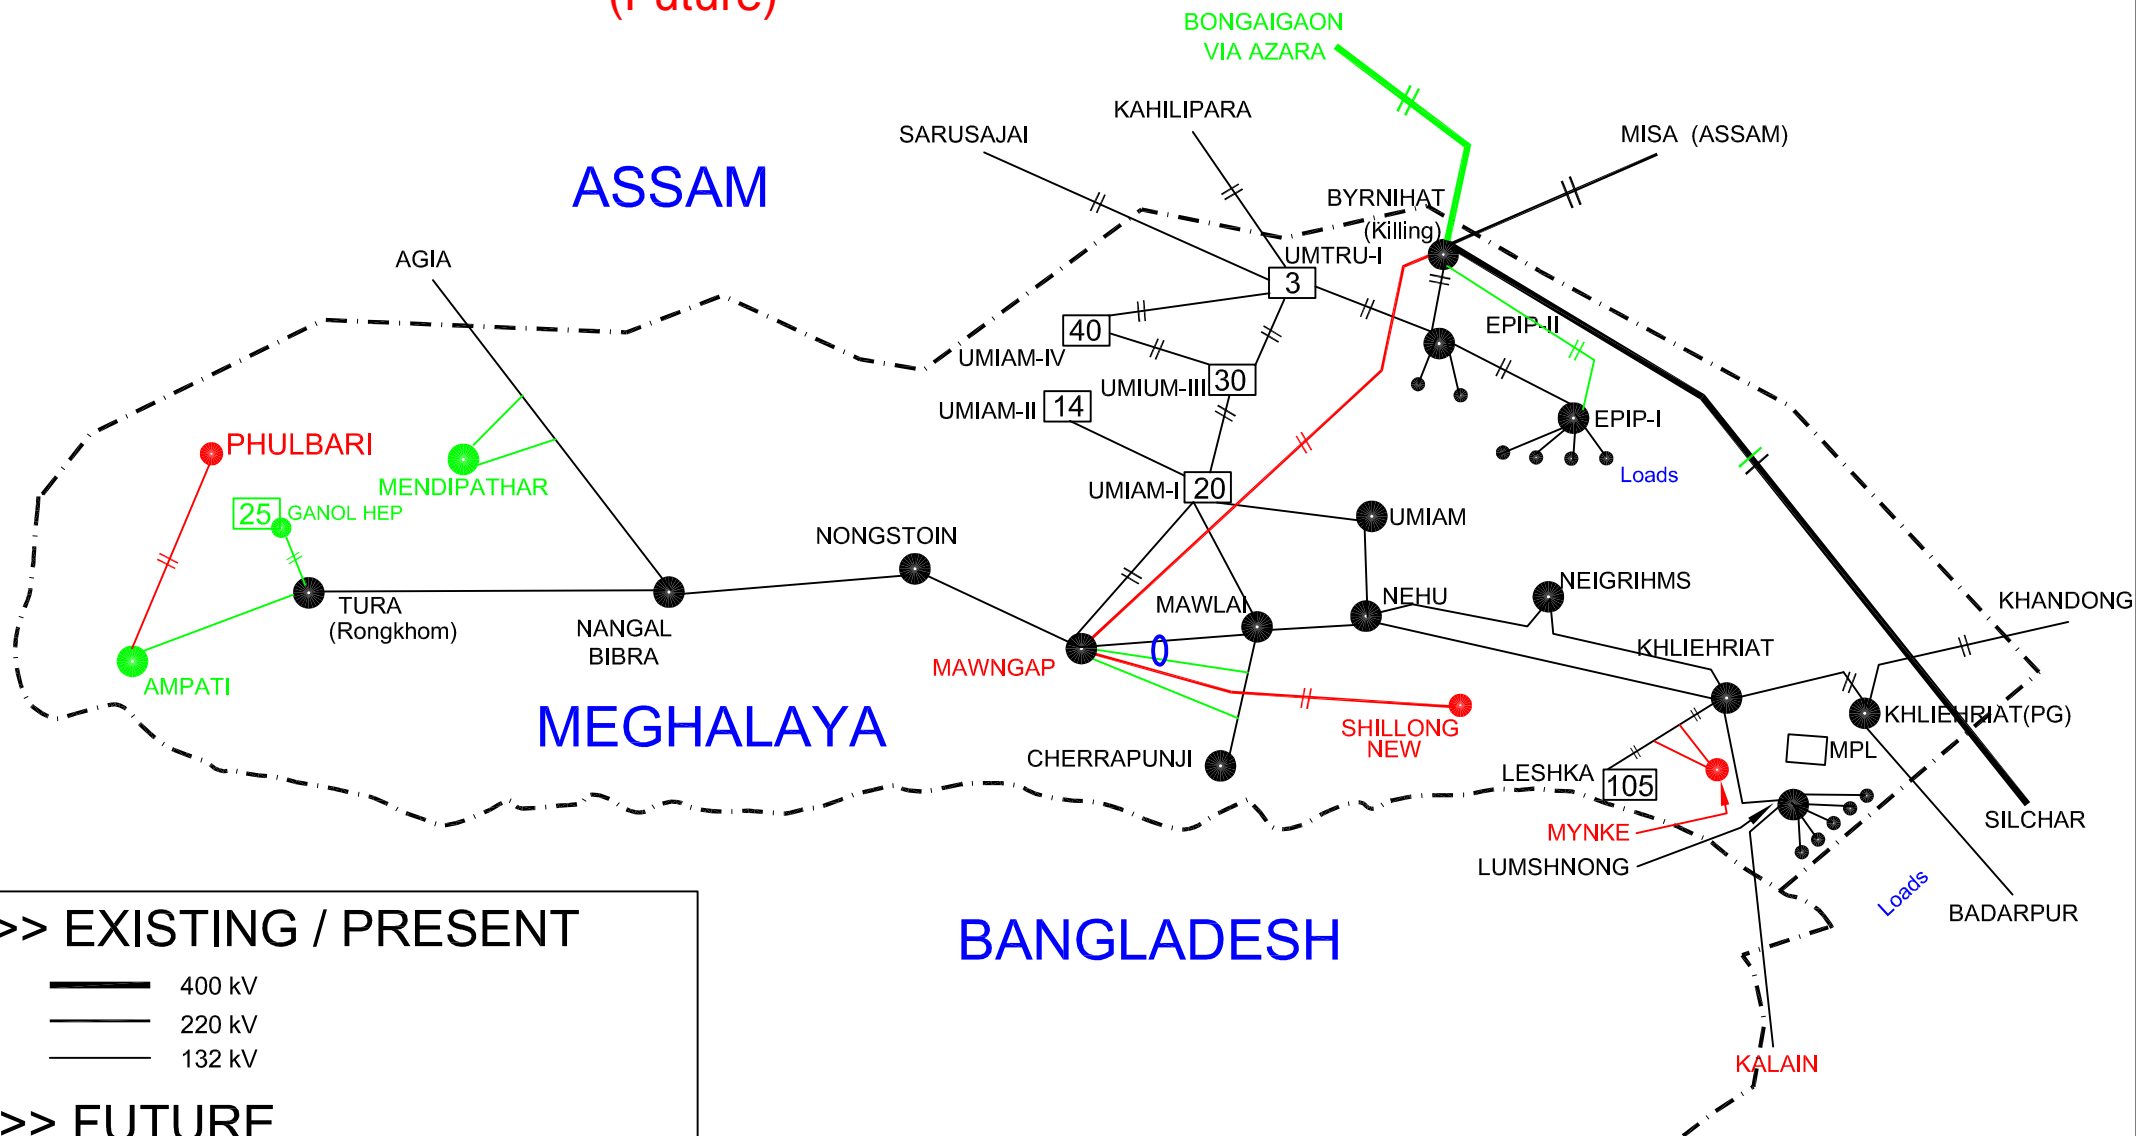 (Future)
BONGAIGAON
VIA AZARA
KAHILIPARA
SARUSAJAI
MISA (ASSAM)
ASSAM
BYRNIHAT
(Killing)
AGIA
UMTRU-I
3
40
EPIP-II
UMIAM-IV
UMIUM-III
30
UMIAM-II
14
EPIP-I
PHULBARI
Loads
MENDIPATHAR
UMIAM-I
20
25
GANOL HEP
UMIAM
NONGSTOIN
NEIGRIHMS
NEHU
KHANDONG
TURA
(Rongkhom)
MAWLAI
NANGAL
BIBRA
KHLIEHRIAT
0
MAWNGAP
AMPATI
KHLIEHRIAT(PG)
MEGHALAYA
SHILLONG
NEW
MPL
CHERRAPUNJI
LESHKA
105
SILCHAR
MYNKE
LUMSHNONG
Loads
BADARPUR
>> EXISTING / PRESENT
BANGLADESH
400 kV
220 kV
132 kV
KALAIN
>> FUTURE